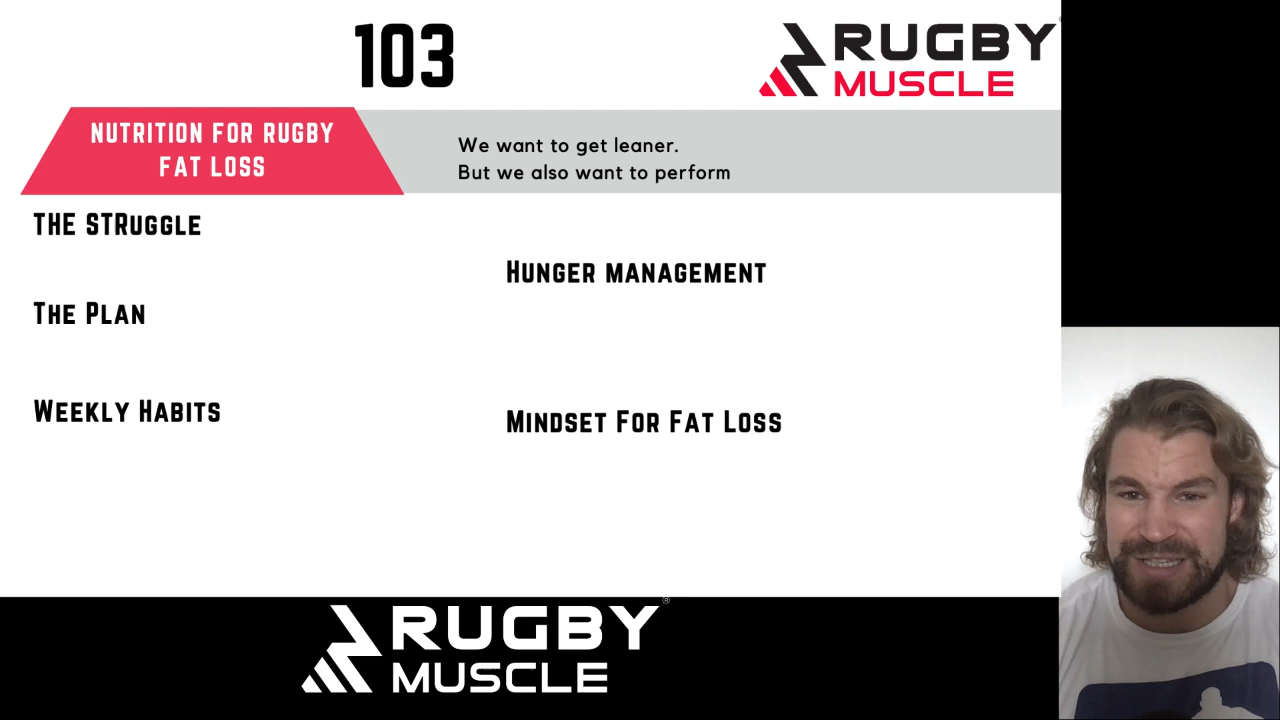 103
RUGBY
MUSCLE
NUTRITION FOR RUGBY
FAT LOSS
We want to get leaner.
But we also want to perform
THE STRUGGLE
HUNGER MANAGEMENT
THE PLAN
WEEKLY HABITS
MINDSET FOR FAT LOSS
RUGBY®
MUSCLE